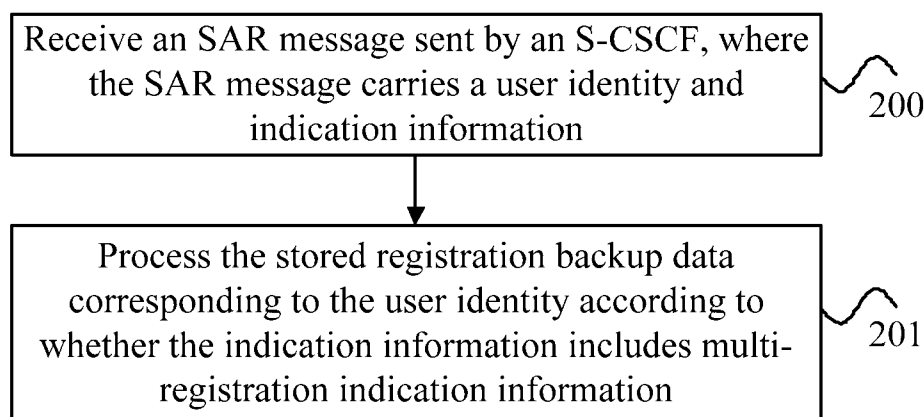 Receive an SAR message sent by an S-CSCF, where
the SAR message carries a user identity and
indication information
200
Process the stored registration backup data
corresponding to the user identity according to
whether the indication information includes multi-
registration indication information
201